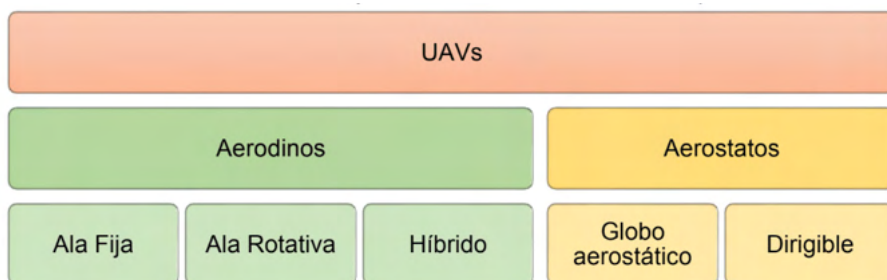 UAVs
Aerodinos
Aerostatos
Ala Fija
Ala Rotativa
Híbrido
Globo
aerostático
Dirigible